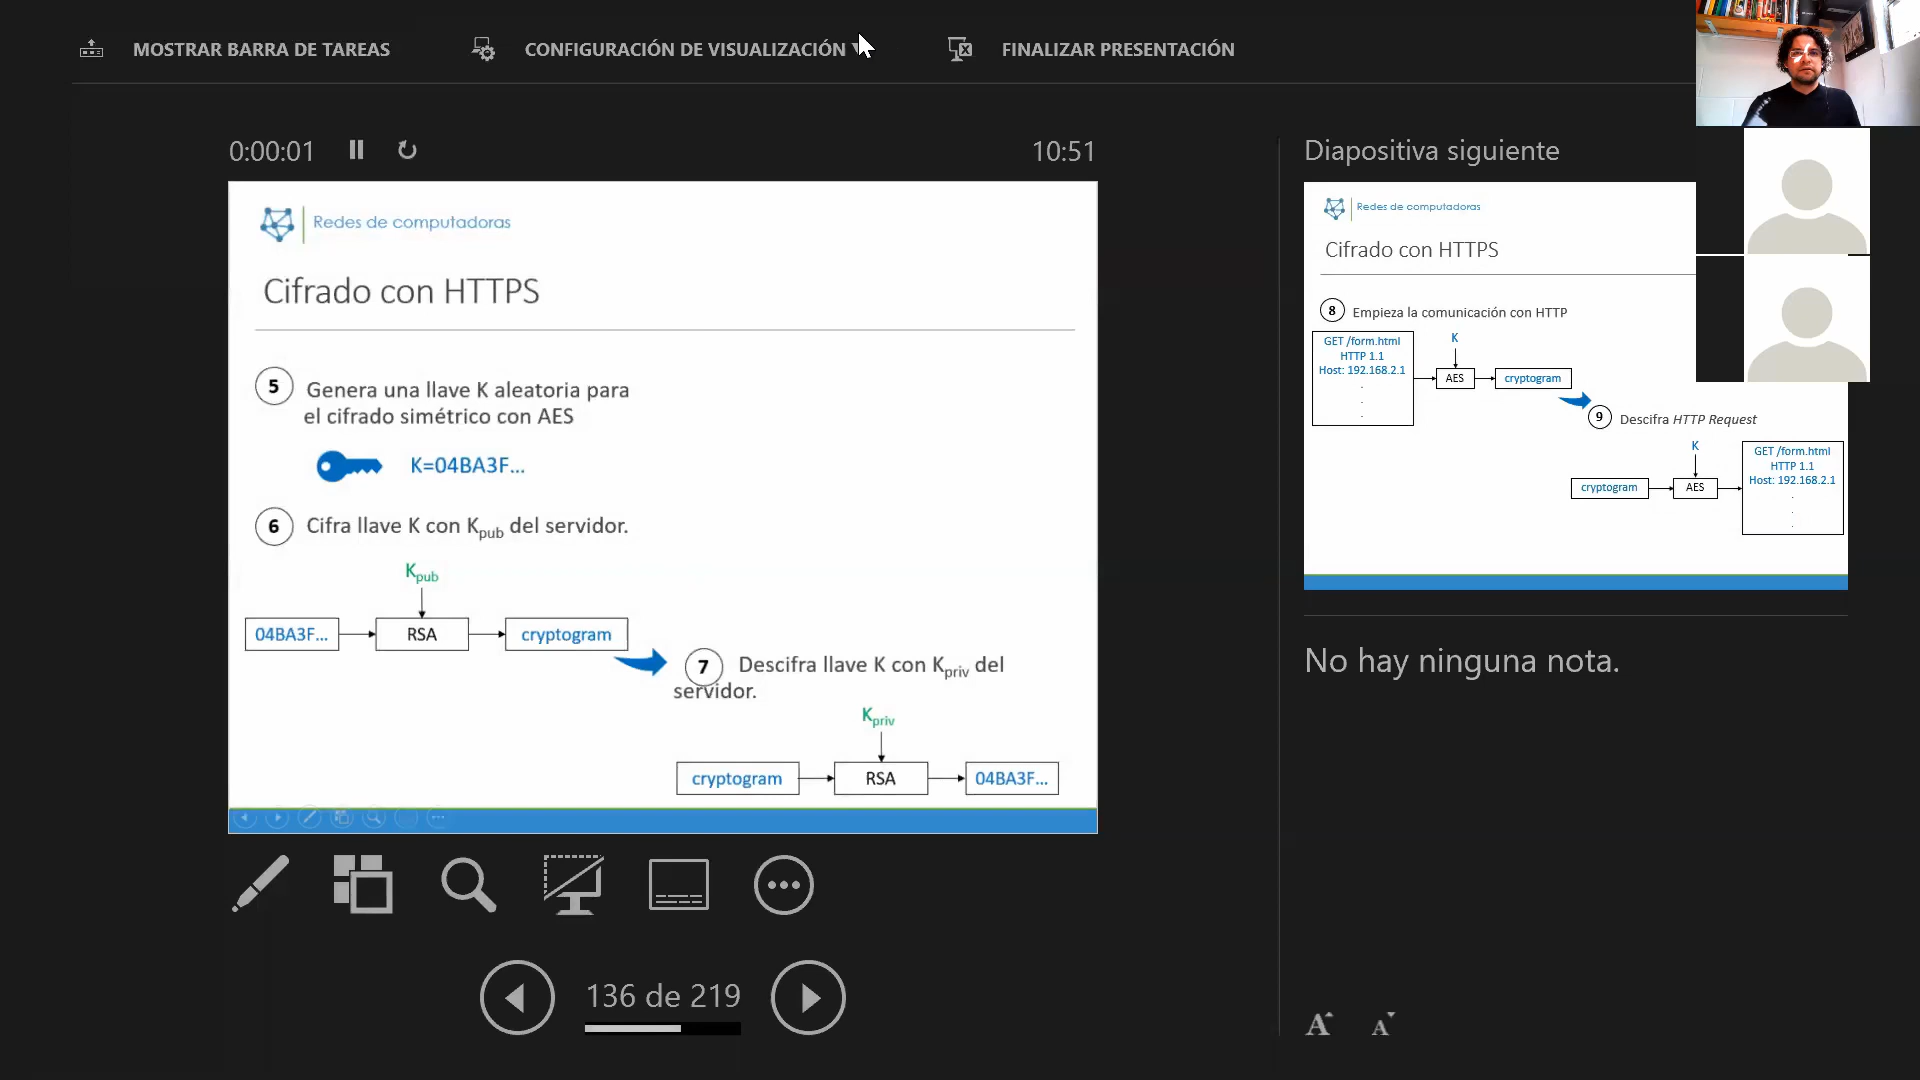 MOSTRAR BARRA DE TAREAS
CONFIGURACIÓN DE VISUALIZACIÓN
FINALIZAR PRESENTACIÓN
0:00:01
10:51
Redes de computadoras
Cifrado con HTTPS
5 Genera una llave K aleatoria para
el cifrado simétrico con AES
K=04BA3F...
6 Cifra llave K con Kpub del servidor.
Kpub
04BA3F... RSA cryptogram
7 Descifra llave K con Kpriv del
servidor.
Kpriv
cryptogram RSA 04BA3F...
136 de 219
Diapositiva siguiente
Redes de computadoras
Cifrado con HTTPS
8 Empieza la comunicación con HTTP
GET /form.html
HTTP 1.1
Host: 192.168.2.1
.
.
.
K
AES cryptogram
9 Descifra HTTP Request
K
cryptogram AES
GET /form.html
HTTP 1.1
Host: 192.168.2.1
.
.
.
No hay ninguna nota.
A A